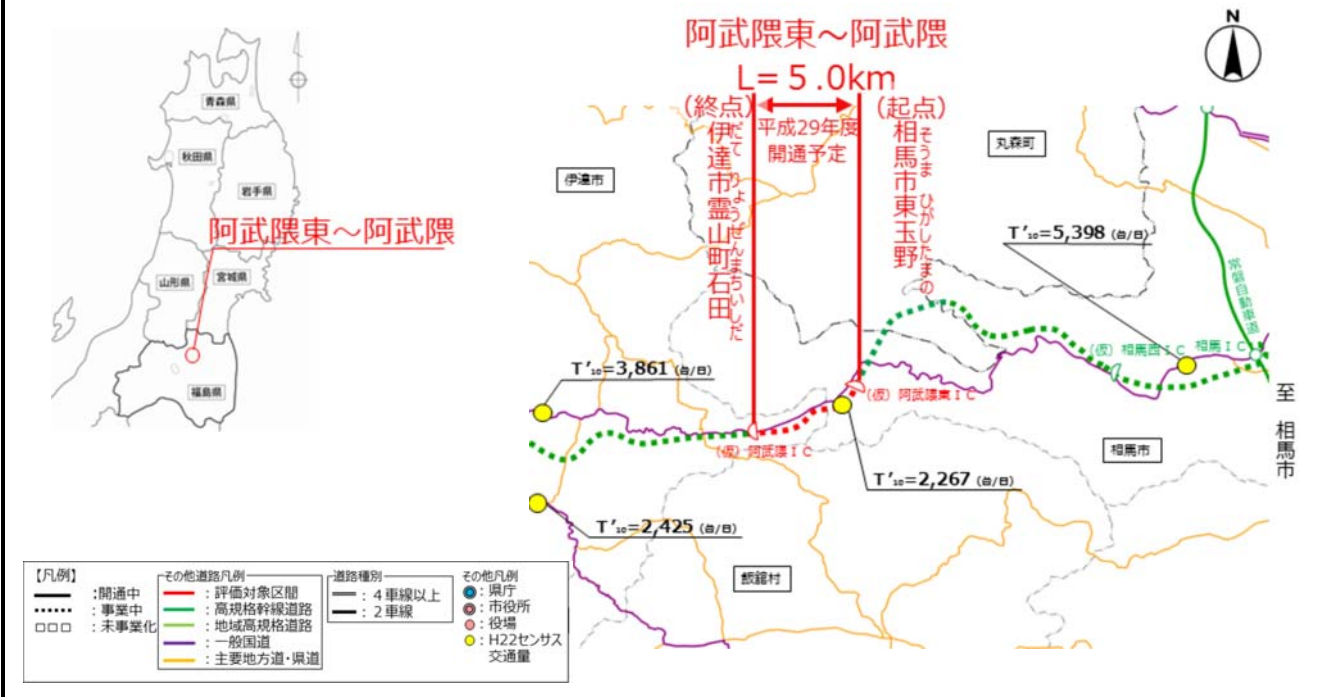 青森県
秋田県
岩手県
山形県
宮城県
福島県
阿武隈東~阿武隈
阿武隈東~阿武隈
L=5.0km
(終点)
(起点)
平成29年度
開通予定
伊達市霊山町石田
だて りょうぜんまちいしだ
相馬市東玉野
そうま ひがしたまの
N
伊達市
丸森町
T'₁₀=5,398(台/日)
常磐自動車道
(仮)相馬西IC
相馬IC
T'₁₀=3,861(台/日)
(仮)阿武隈東IC
(仮)阿武隈IC
至 相馬市
相馬市
T'₁₀=2,267(台/日)
T'₁₀=2,425(台/日)
飯舘村
【凡例】
:開通中
:事業中
:未事業化
その他道路凡例
:評価対象区間
:高規格幹線道路
:地域高規格道路
:一般国道
:主要地方道・県道
道路種別
:4車線以上
:2車線
その他凡例
:県庁
:市役所
:役場
:H22センサス
交通量